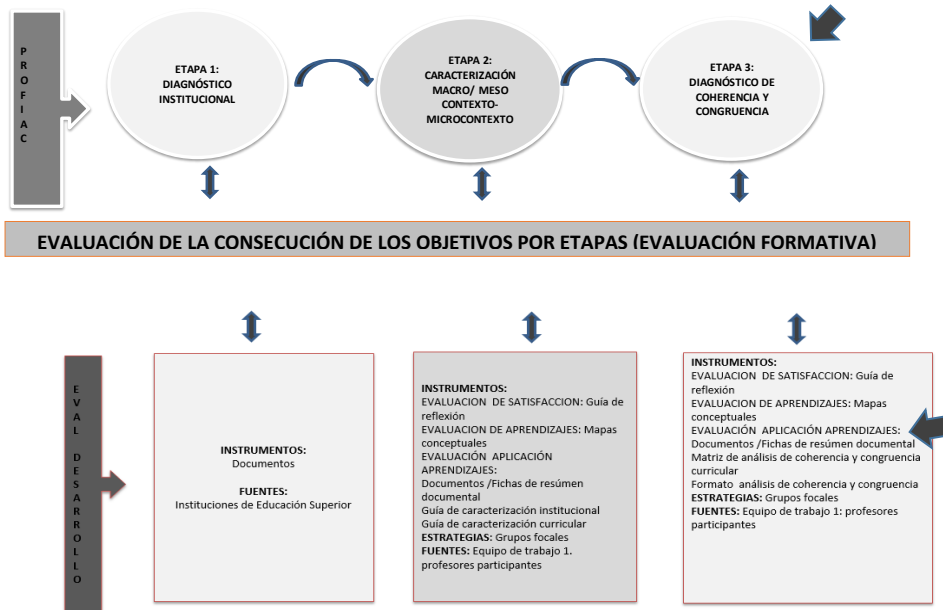 P
R
O
F
I
A
C
ETAPA 1:
DIAGNÓSTICO
INSTITUCIONAL
ETAPA 2:
CARACTERIZACIÓN
MACRO/ MESO
CONTEXTO-
MICROCONTEXTO
ETAPA 3:
DIAGNÓSTICO DE
COHERENCIA Y
CONGRUENCIA
EVALUACIÓN DE LA CONSECUCIÓN DE LOS OBJETIVOS POR ETAPAS (EVALUACIÓN FORMATIVA)
E
V
A
L
D
E
S
A
R
R
O
L
L
O
INSTRUMENTOS:
Documentos
FUENTES:
Instituciones de Educación Superior
INSTRUMENTOS:
EVALUACION  DE SATISFACCION: Guía de
reflexión
EVALUACION DE APRENDIZAJES: Mapas
conceptuales
EVALUACIÓN APLICACIÓN
APRENDIZAJES:
Documentos /Fichas de resúmen
documental
Guía de caracterización institucional
Guía de caracterización curricular
ESTRATEGIAS: Grupos focales
FUENTES: Equipo de trabajo 1.
profesores participantes
INSTRUMENTOS:
EVALUACION  DE SATISFACCION: Guía de
reflexión
EVALUACION DE APRENDIZAJES: Mapas
conceptuales
EVALUACIÓN  APLICACIÓN APRENDIZAJES:
Documentos /Fichas de resúmen documental
Matriz de análisis de coherencia y congruencia
curricular
Formato  análisis de coherencia y congruencia
ESTRATEGIAS: Grupos focales
FUENTES: Equipo de trabajo 1: profesores
participantes